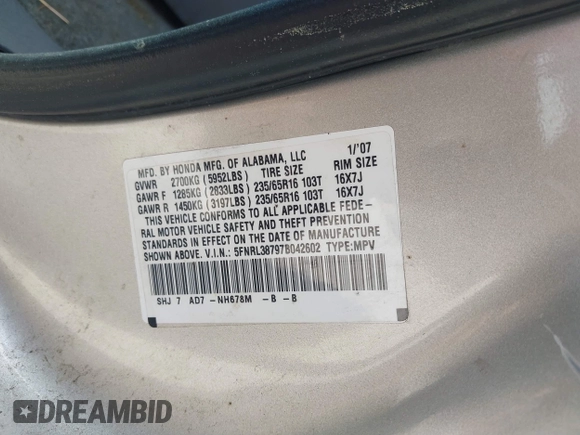 MFD. BY HONDA MFG. OF ALABAMA, LLC 1/'07
GVWR 2700KG (5952LBS) TIRE SIZE RIM SIZE
GAWR F 1285KG (2833LBS) 235/65R16 103T 16X7J
GAWR R 1450KG (3197LBS) 235/65R16 103T 16X7J
THIS VEHICLE CONFORMS TO ALL APPLICABLE FEDE-
RAL MOTOR VEHICLE SAFETY AND THEFT PREVENTION
STANDARDS IN EFFECT ON THE DATE OF MANUFACTURE
SHOWN ABOVE. V.I.N.: 5FNRL38797B042602 TYPE:MPV
SHJ 7 AD7 -NH678M -B -B
DREAMBID